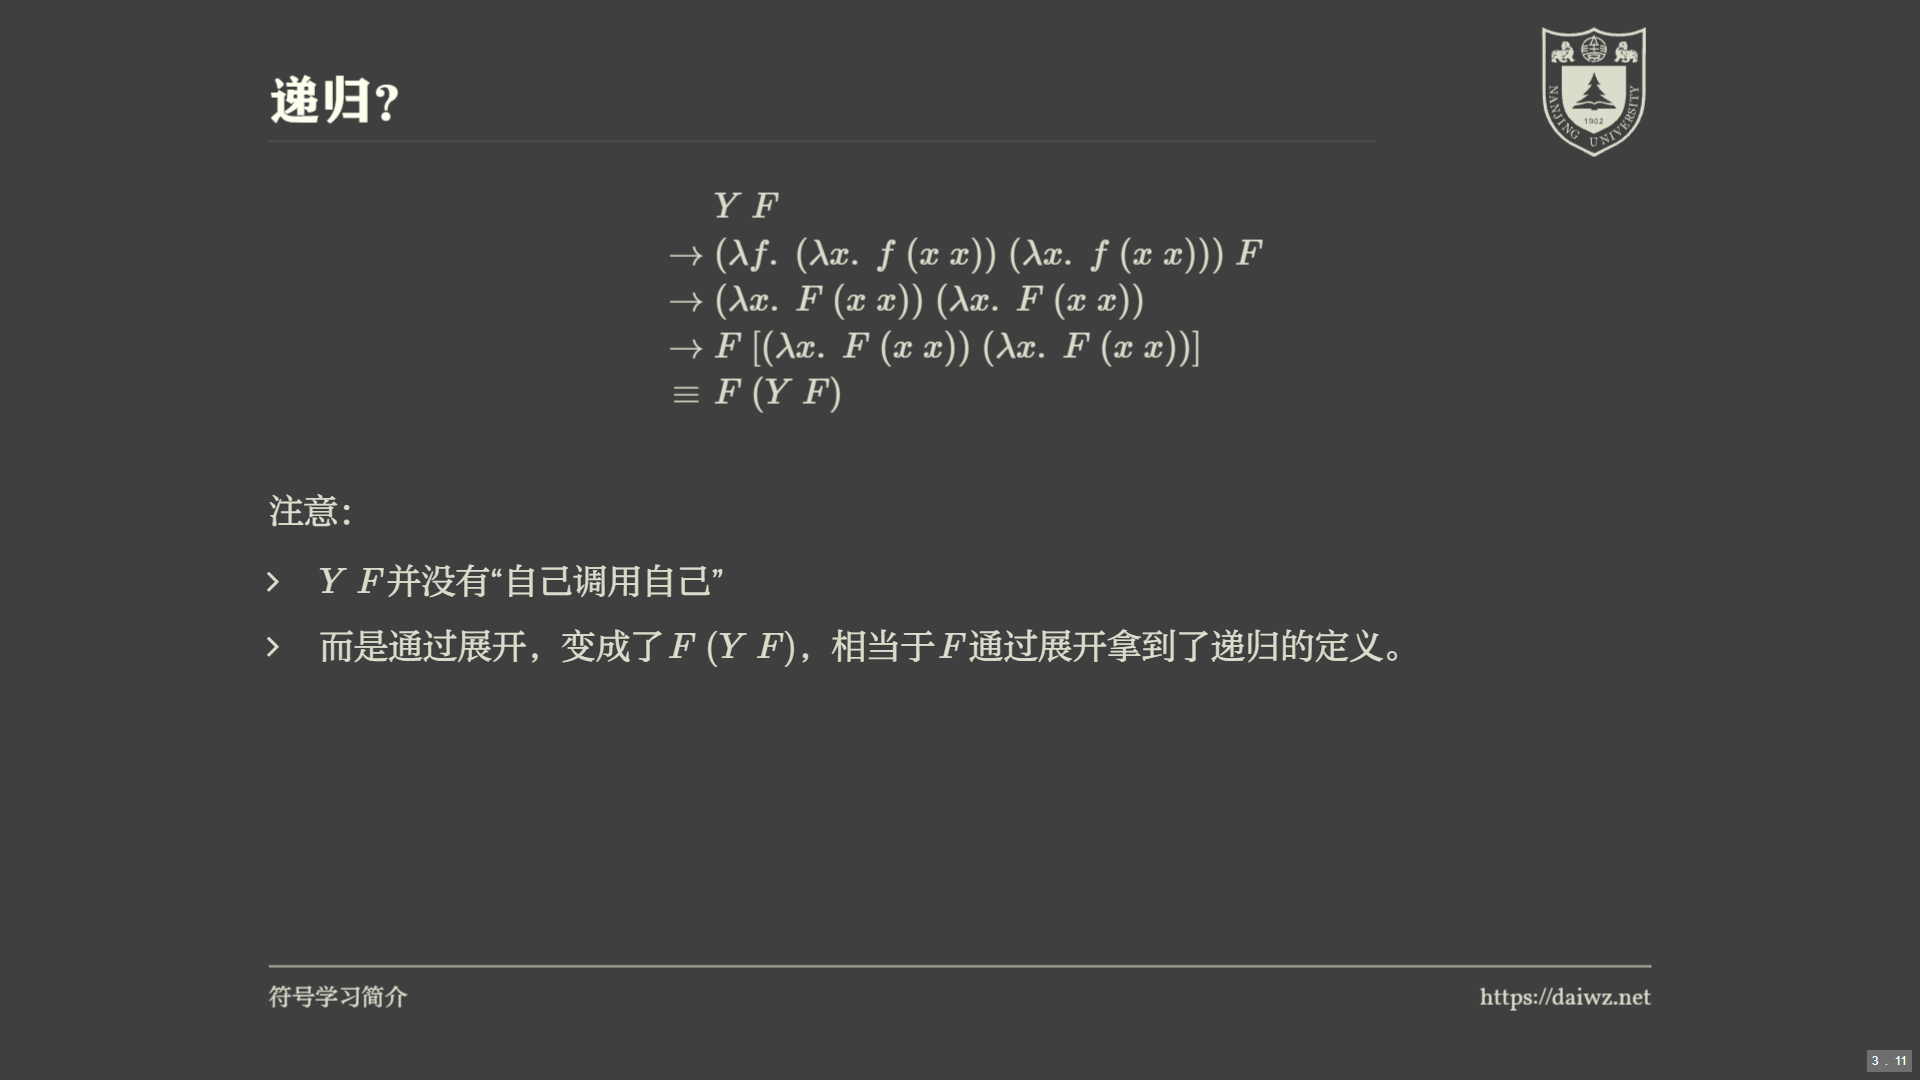 递归?
NANJING UNIVERSITY
1902
Y F
→ (λf. (λx. f (x x)) (λx. f (x x))) F
→ (λx. F (x x)) (λx. F (x x))
→ F [(λx. F (x x)) (λx. F (x x))]
≡ F (Y F)
注意：
Y F并没有“自己调用自己”
而是通过展开，变成了F (Y F)，相当于F通过展开拿到了递归的定义。
符号学习简介
https://daiwz.net
3 . 11